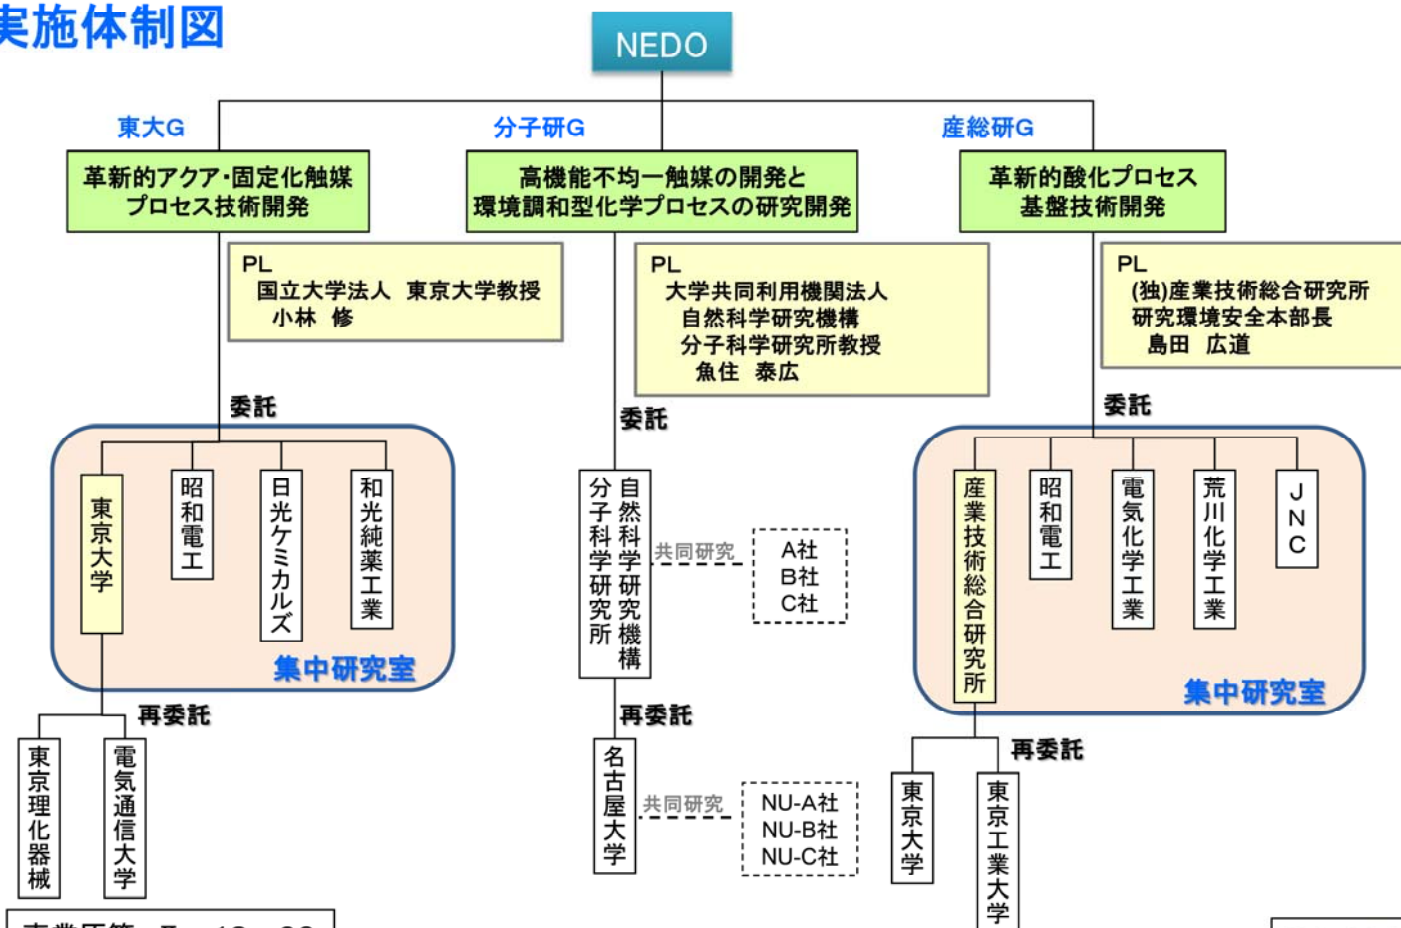 実施体制図
NEDO
東大G
革新的アクア・固定化触媒
プロセス技術開発
PL
国立大学法人 東京大学教授
小林 修
委託
東京大学
昭和電工
日光ケミカルズ
和光純薬工業
集中研究室
再委託
東京理化器械
電気通信大学
分子研G
高機能不均一触媒の開発と
環境調和型化学プロセスの研究開発
PL
大学共同利用機関法人
自然科学研究機構
分子科学研究所教授
魚住 泰広
委託
自然科学研究機構
分子科学研究所
共同研究
A社
B社
C社
再委託
名古屋大学
共同研究
NU-A社
NU-B社
NU-C社
産総研G
革新的酸化プロセス
基盤技術開発
PL
(独)産業技術総合研究所
研究環境安全本部長
島田 広道
委託
産業技術総合研究所
昭和電工
電気化学工業
荒川化学工業
JNC
集中研究室
再委託
東京大学
東京工業大学